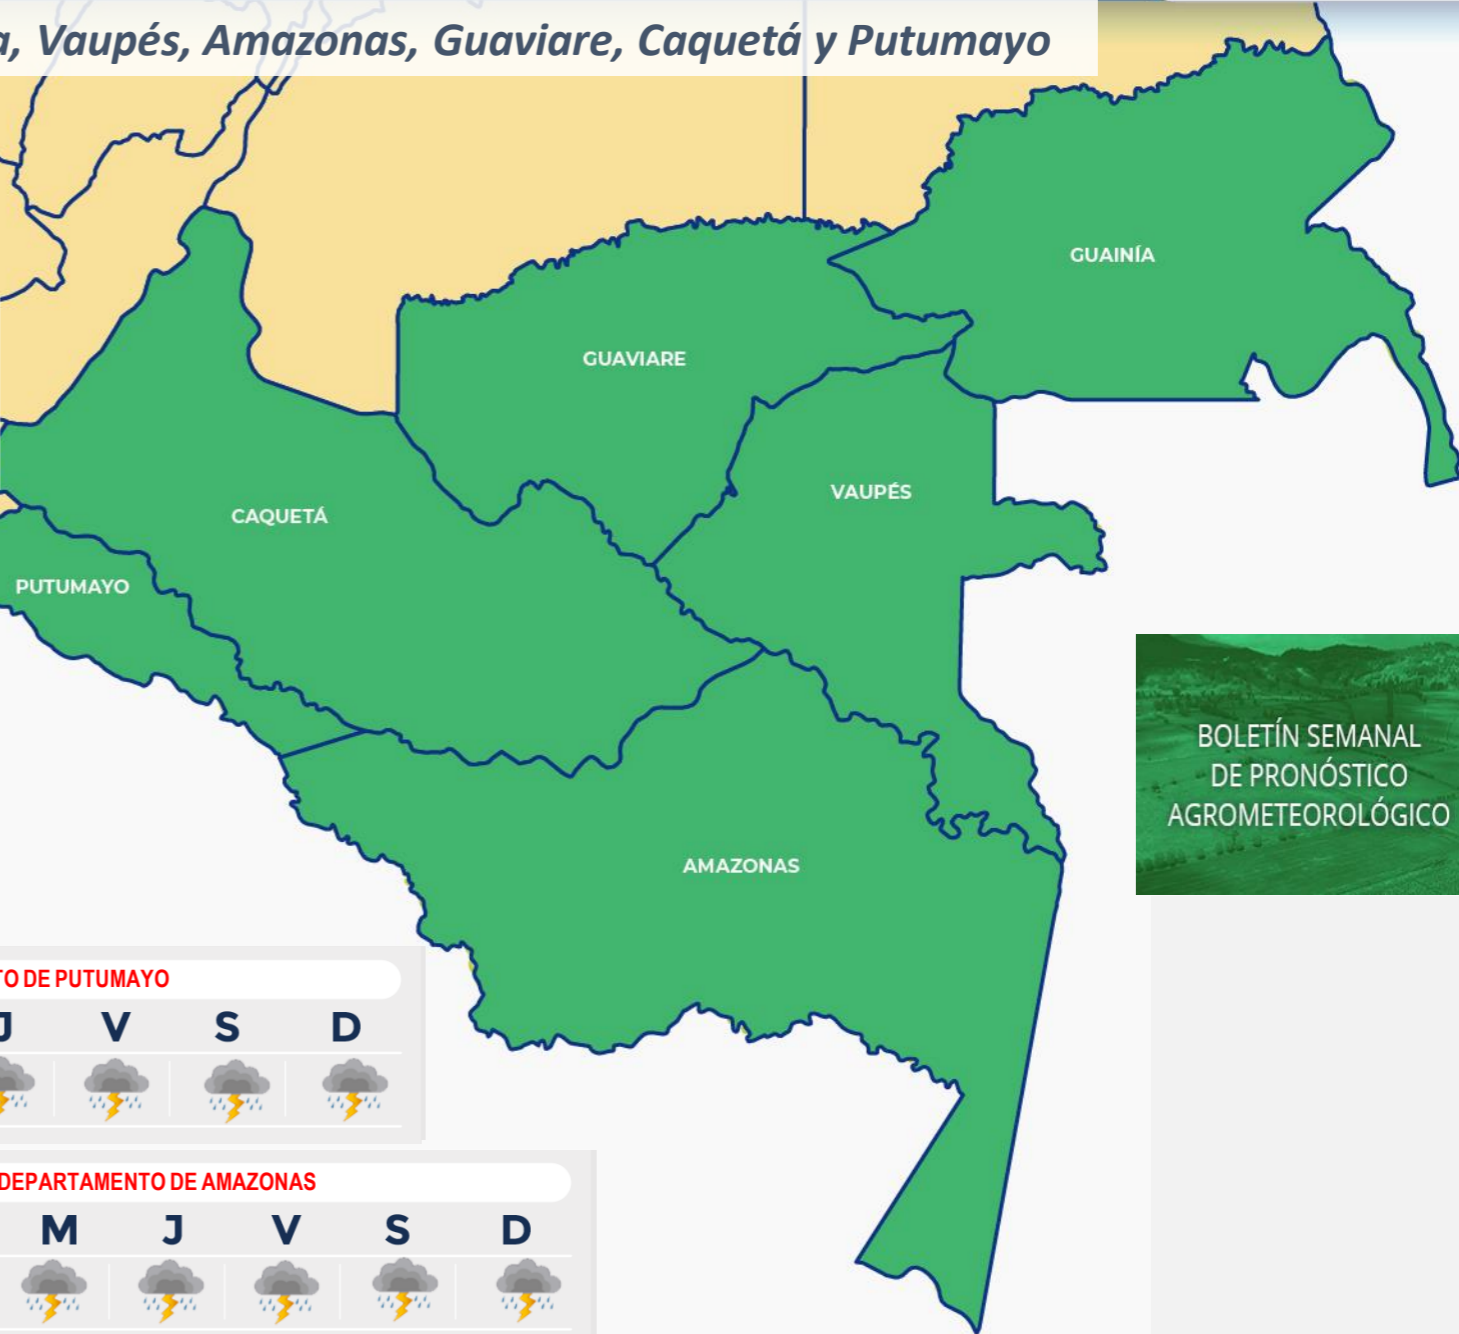 Vaupés, Amazonas, Guaviare, Caquetá y Putumayo
GUAINÍA
GUAVIARE
VAUPÉS
CAQUETÁ
PUTUMAYO
BOLETÍN SEMANAL
DE PRONÓSTICO
AGROMETEOROLÓGICO
AMAZONAS
DE PUTUMAYO
J V S D
DEPARTAMENTO DE AMAZONAS
M J V S D